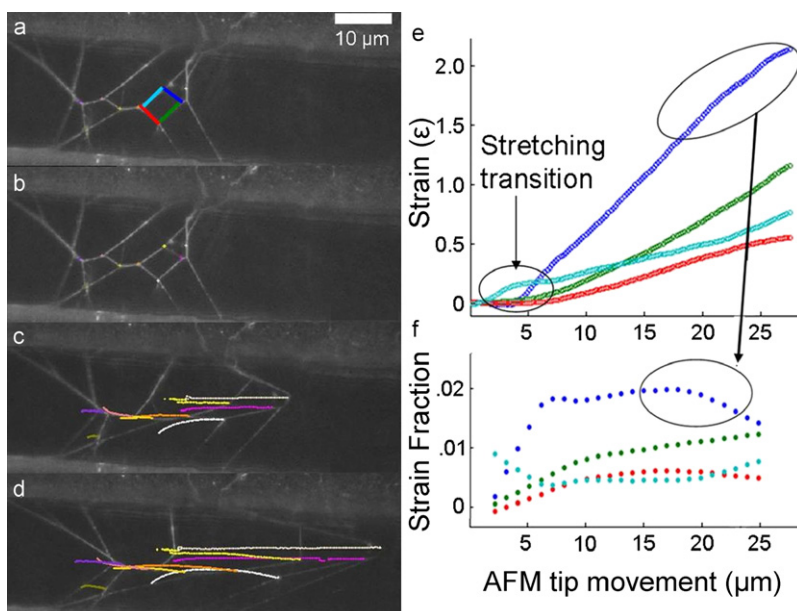 a
10 µm
b
c
d
e
2.0
1.5
1.0
0.5
0
Strain (ε)
Stretching
transition
5 10 15 20 25
f
.02
.01
0
Strain Fraction
5 10 15 20 25
AFM tip movement (µm)